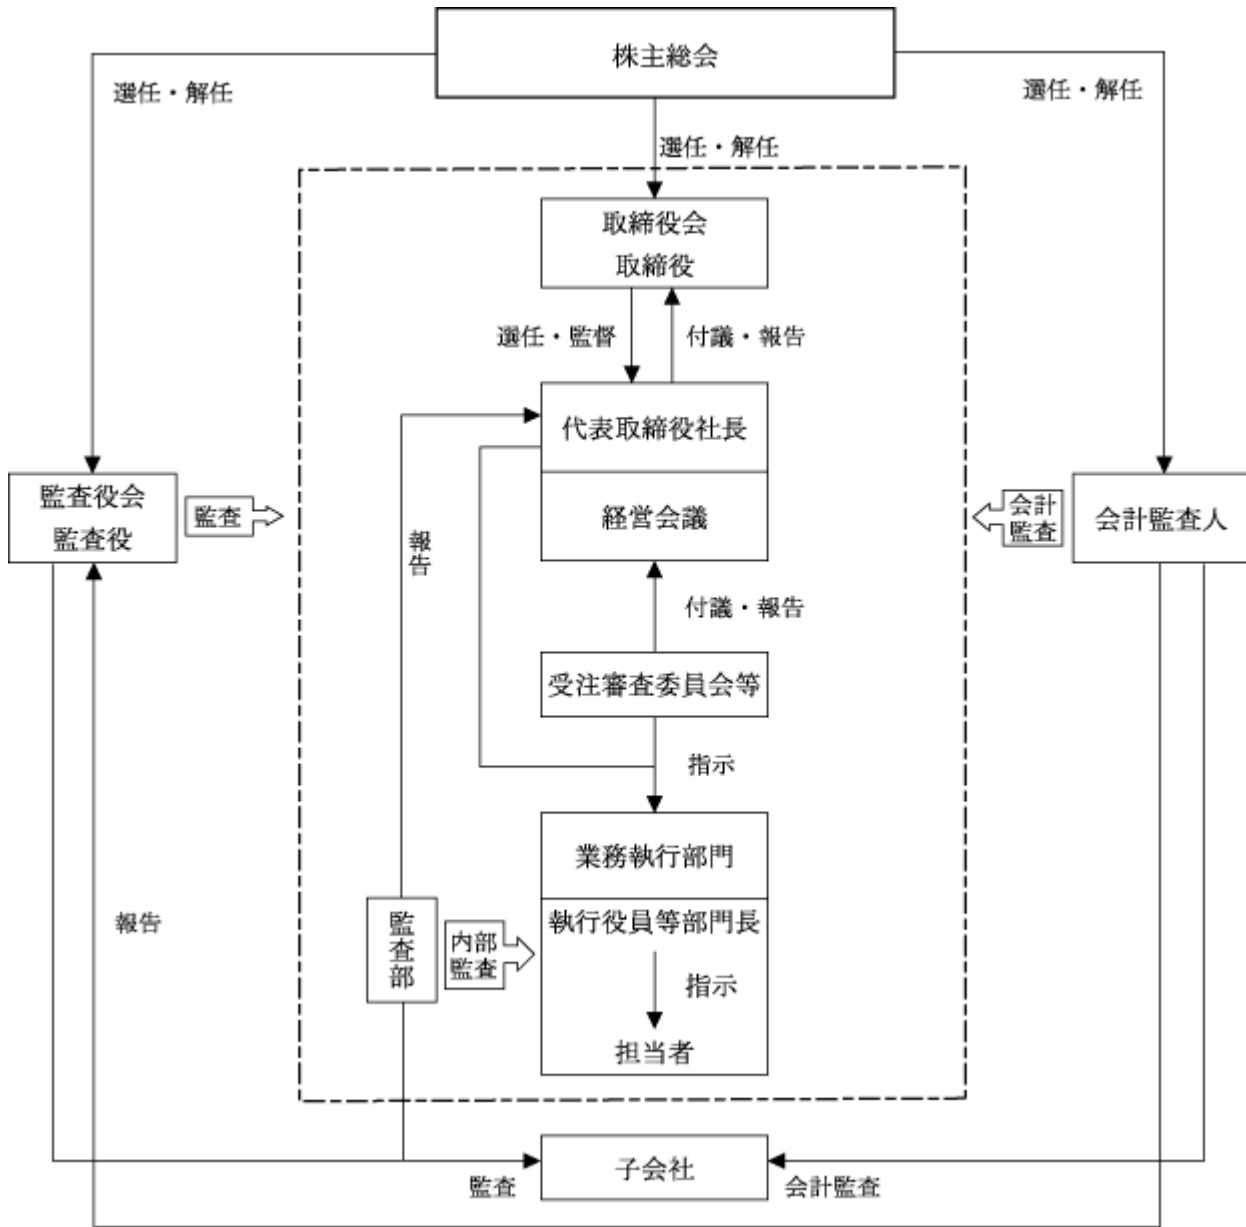 株主総会
選任・解任
選任・解任
選任・解任
取締役会
取締役
選任・監督
付議・報告
代表取締役社長
経営会議
監査役会
監査役
監査
報告
会計
監査
会計監査人
付議・報告
受注審査委員会等
指示
業務執行部門
執行役員等部門長
指示
担当者
監査部
内部
監査
報告
子会社
監査
会計監査